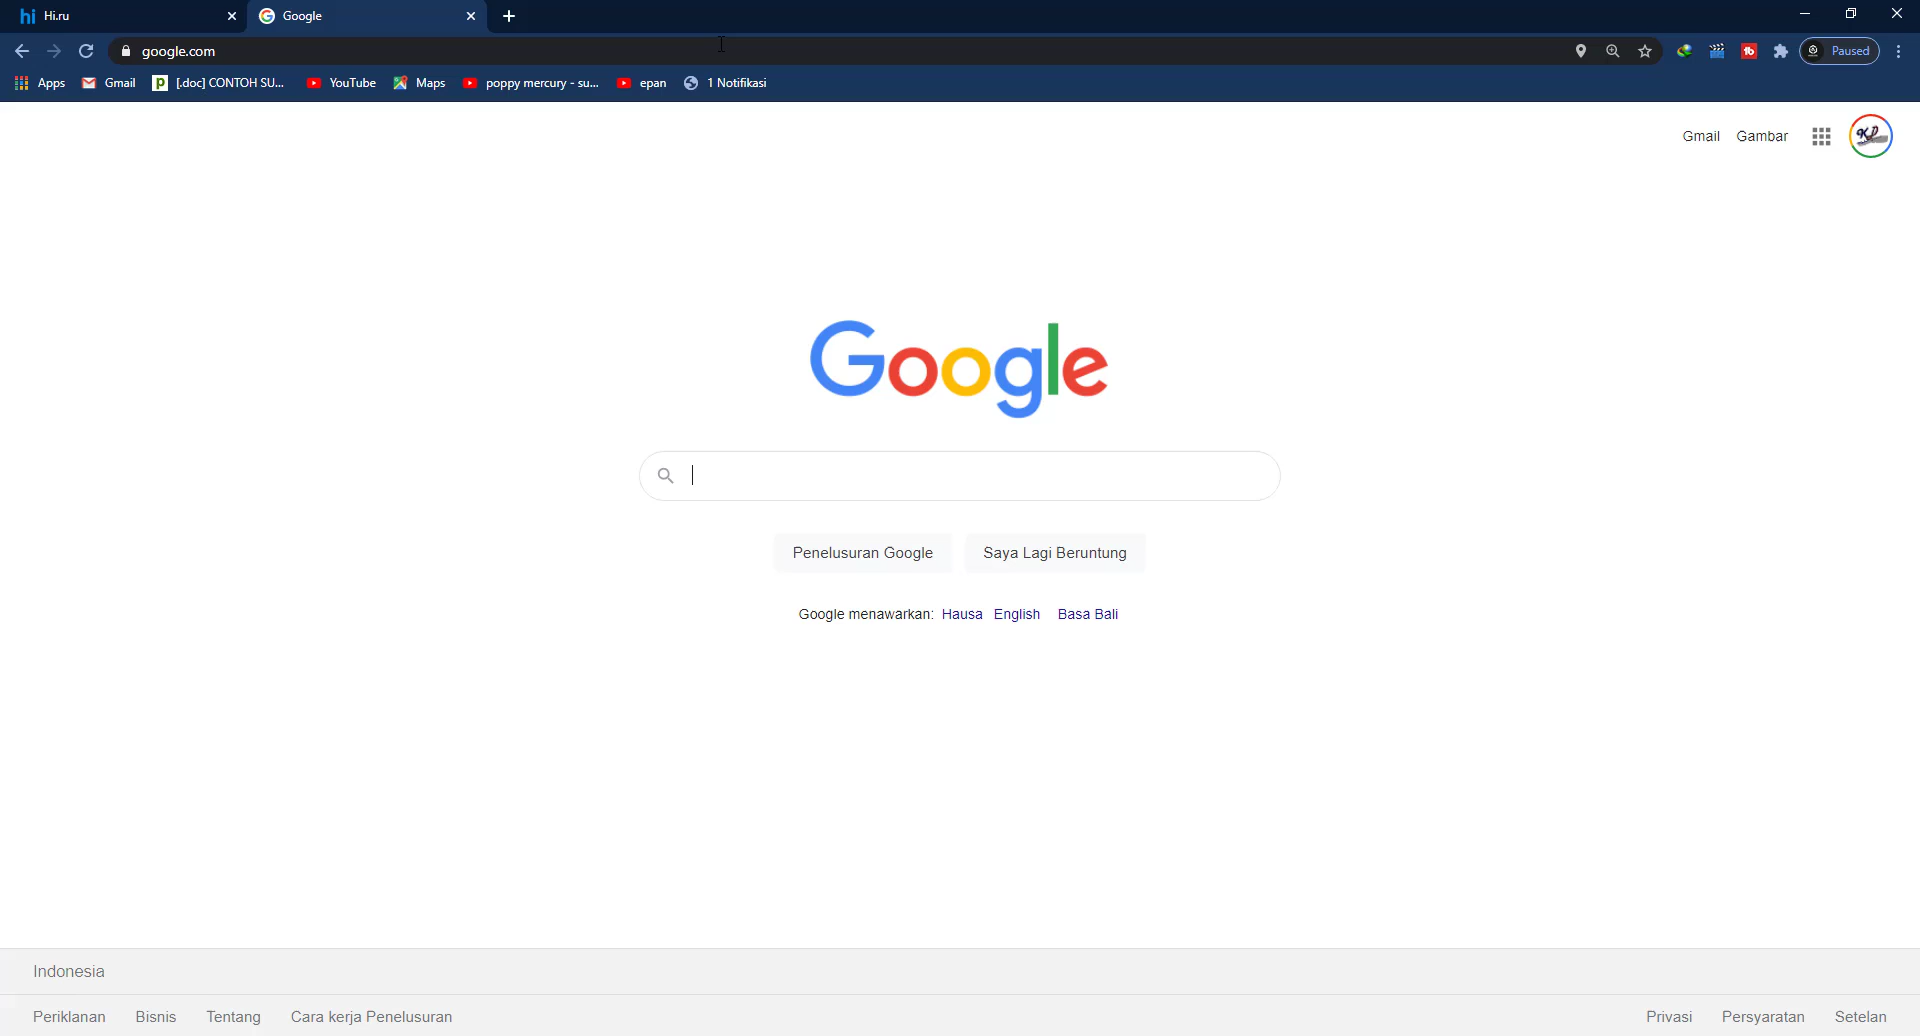 hi Hi.ru
Google
google.com
Paused
Apps
Gmail
[.doc] CONTOH SU...
YouTube
Maps
poppy mercury - su...
epan
1 Notifikasi
Gmail
Gambar
KD
Google
Penelusuran Google
Saya Lagi Beruntung
Google menawarkan: Hausa English Basa Bali
Indonesia
Periklanan Bisnis Tentang Cara kerja Penelusuran
Privasi Persyaratan Setelan